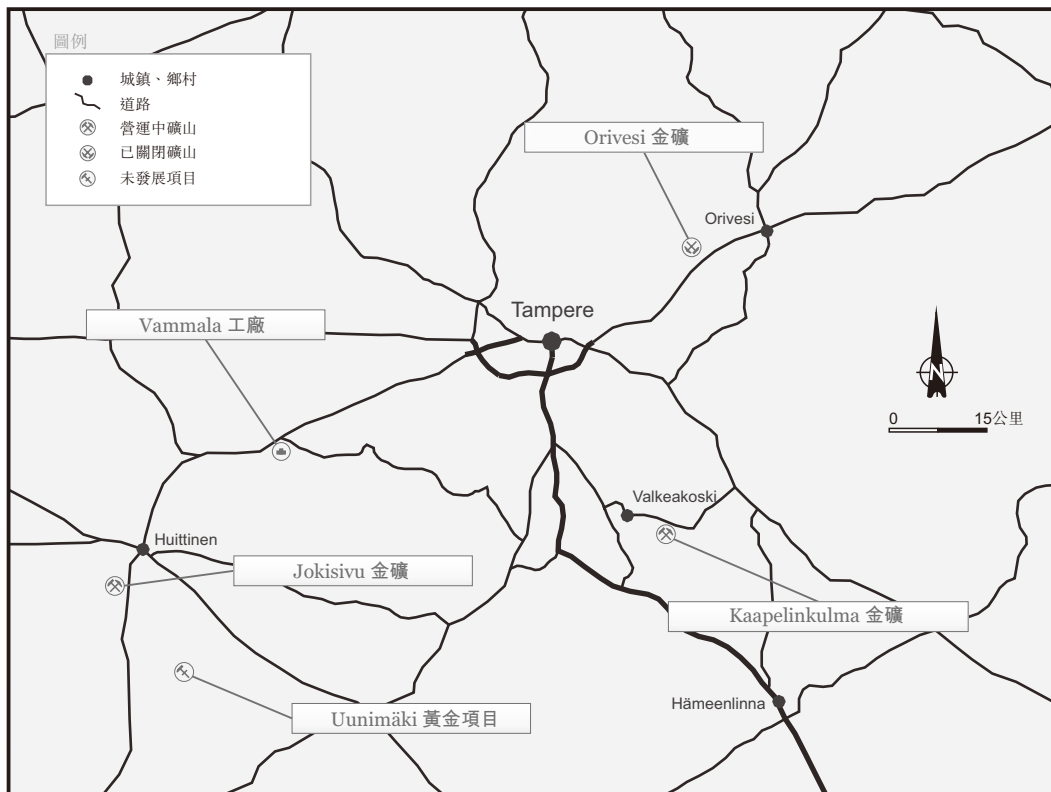 圖例
城鎮、鄉村
道路
營運中礦山
已關閉礦山
未發展項目
Orivesi 金礦
Orivesi
Vammala 工廠
Tampere
N
0 15公里
Valkeakoski
Huittinen
Jokisivu 金礦
Kaapelinkulma 金礦
Hämeenlinna
Uunimäki 黃金項目